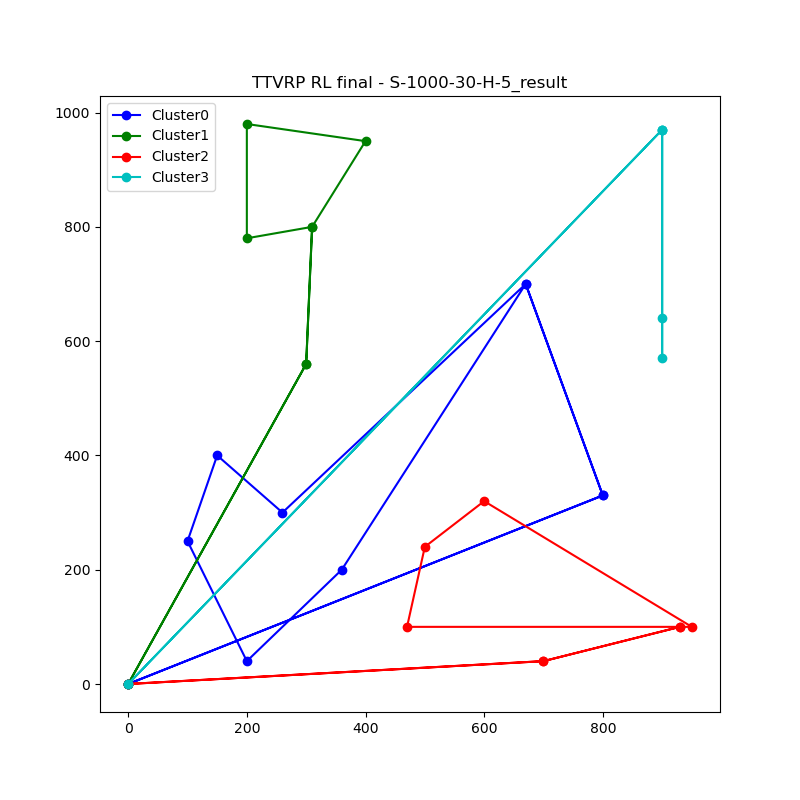 TTVRP RL final - S-1000-30-H-5_result
Cluster0
Cluster1
Cluster2
Cluster3
1000
800
600
400
200
0
0 200 400 600 800